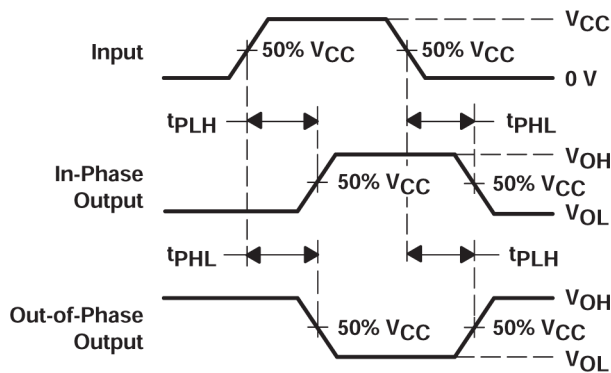 VCC
Input
50% VCC
50% VCC
0 V
tPLH
tPHL
VOH
In-Phase
Output
50% VCC
50% VCC
VOL
tPHL
tPLH
VOH
Out-of-Phase
Output
50% VCC
50% VCC
VOL